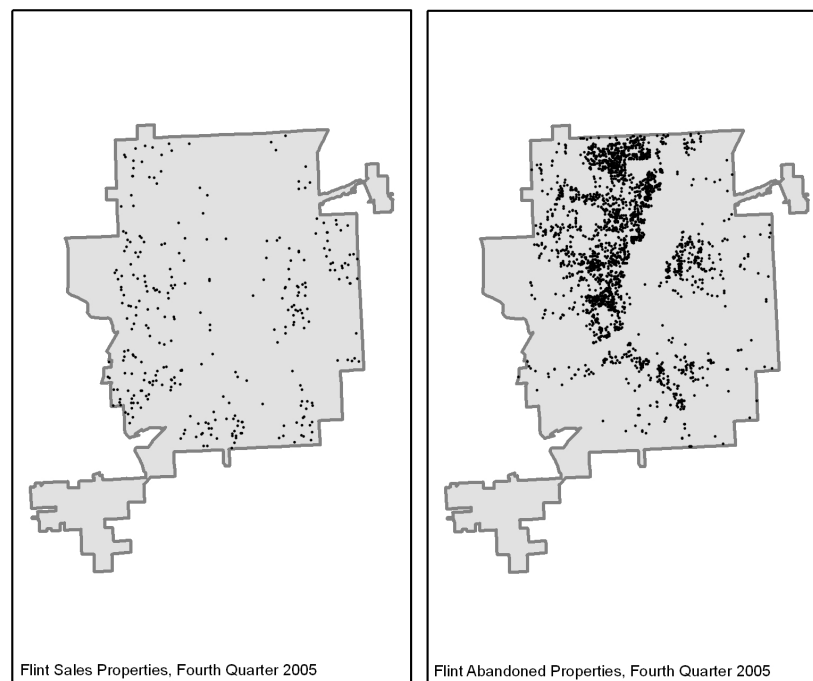 Flint Sales Properties, Fourth Quarter 2005
Flint Abandoned Properties, Fourth Quarter 2005